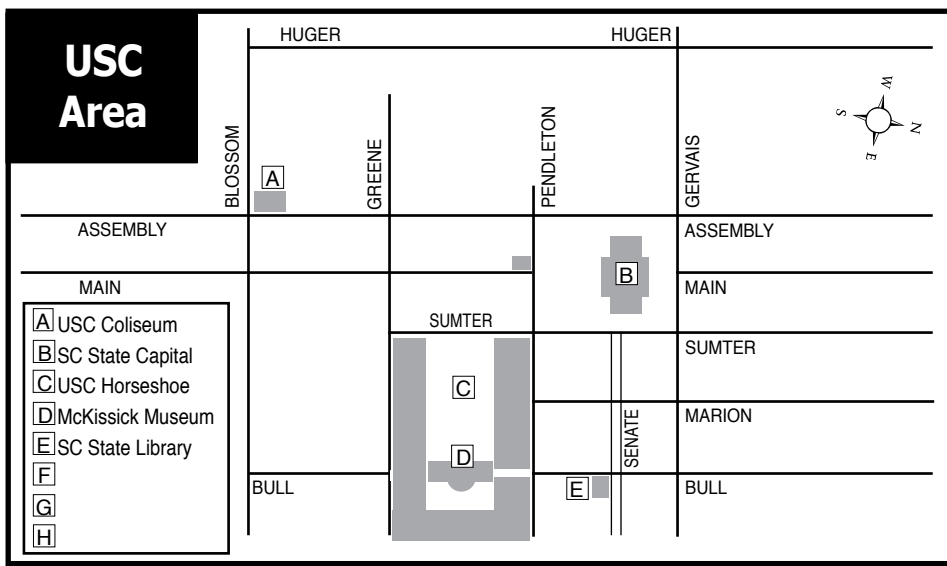 USC
Area
HUGER
HUGER
BLOSSOM
GREENE
PENDLETON
GERVAIS
W
S
N
E
A
ASSEMBLY
ASSEMBLY
B
MAIN
MAIN
SUMTER
SUMTER
C
MARION
SENATE
D
BULL
E
BULL
A USC Coliseum
B SC State Capital
C USC Horseshoe
D McKissick Museum
E SC State Library
F
G
H